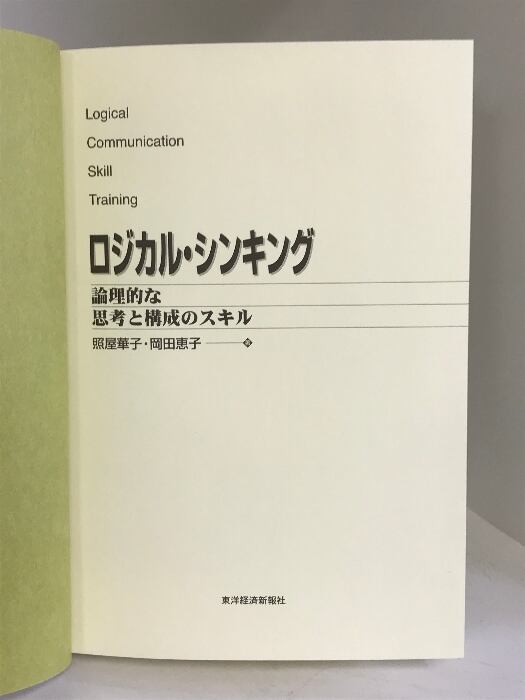 Logical
Communication
Skill
Training
ロジカル・シンキング
論理的な
思考と構成のスキル
照屋華子・岡田恵子──著
東洋経済新報社